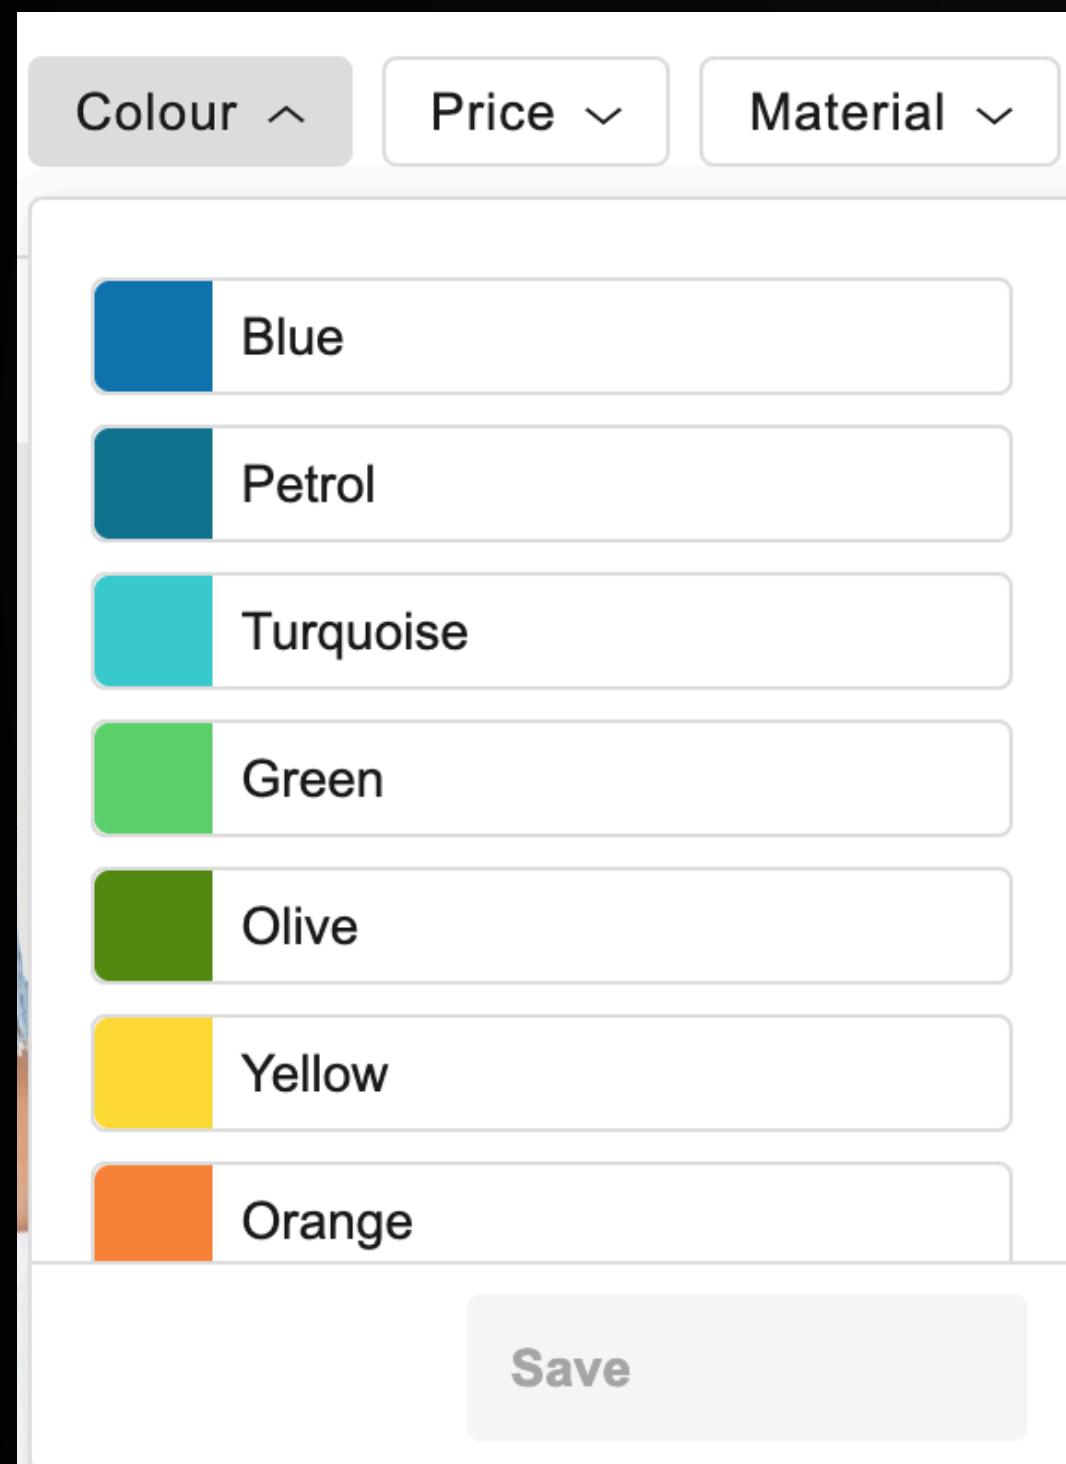 Colour Price Material
Blue
Petrol
Turquoise
Green
Olive
Yellow
Orange
Save